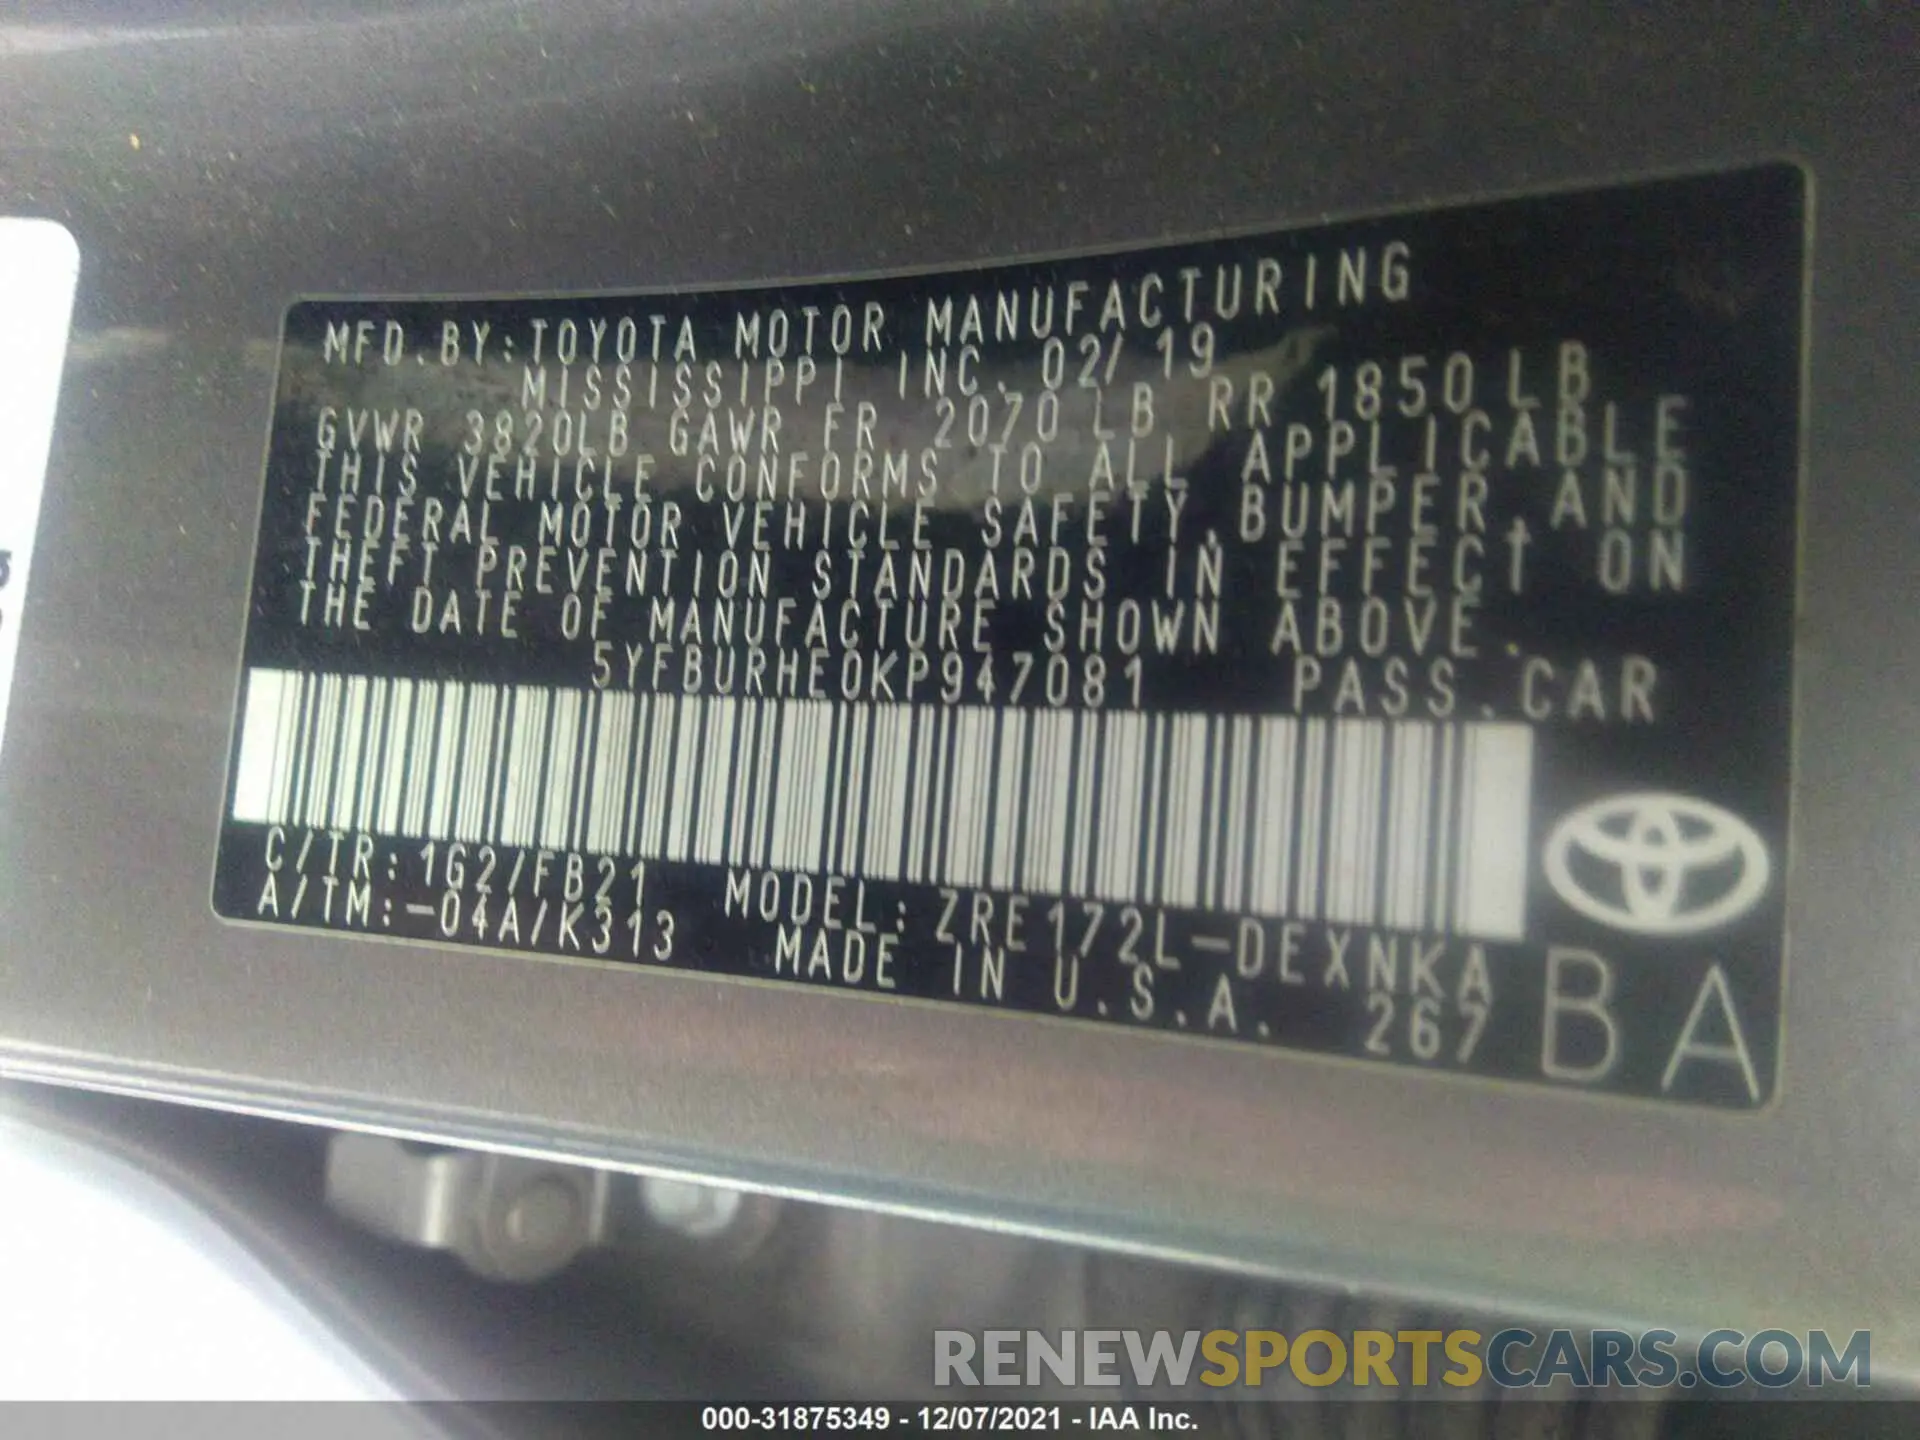 MFD.BY:TOYOTA MOTOR MANUFACTURING
MISSISSIPPI INC. 02/19
GVWR 3820LB GAWR FR 2070LB RR 1850LB
THIS VEHICLE CONFORMS TO ALL APPLICABLE
FEDERAL MOTOR VEHICLE SAFETY,BUMPER,AND
THEFT PREVENTION STANDARDS IN EFFECT ON
THE DATE OF MANUFACTURE SHOWN ABOVE.
5YFBURHE0KP947081 PASS.CAR
C/TR:1G2/FB21 MODEL:ZRE172L-DEXNKA
A/TM:-04A/K313 MADE IN U.S.A. 267
BA
RENEWSPORTSCARS.COM
000-31875349 - 12/07/2021 - IAA Inc.